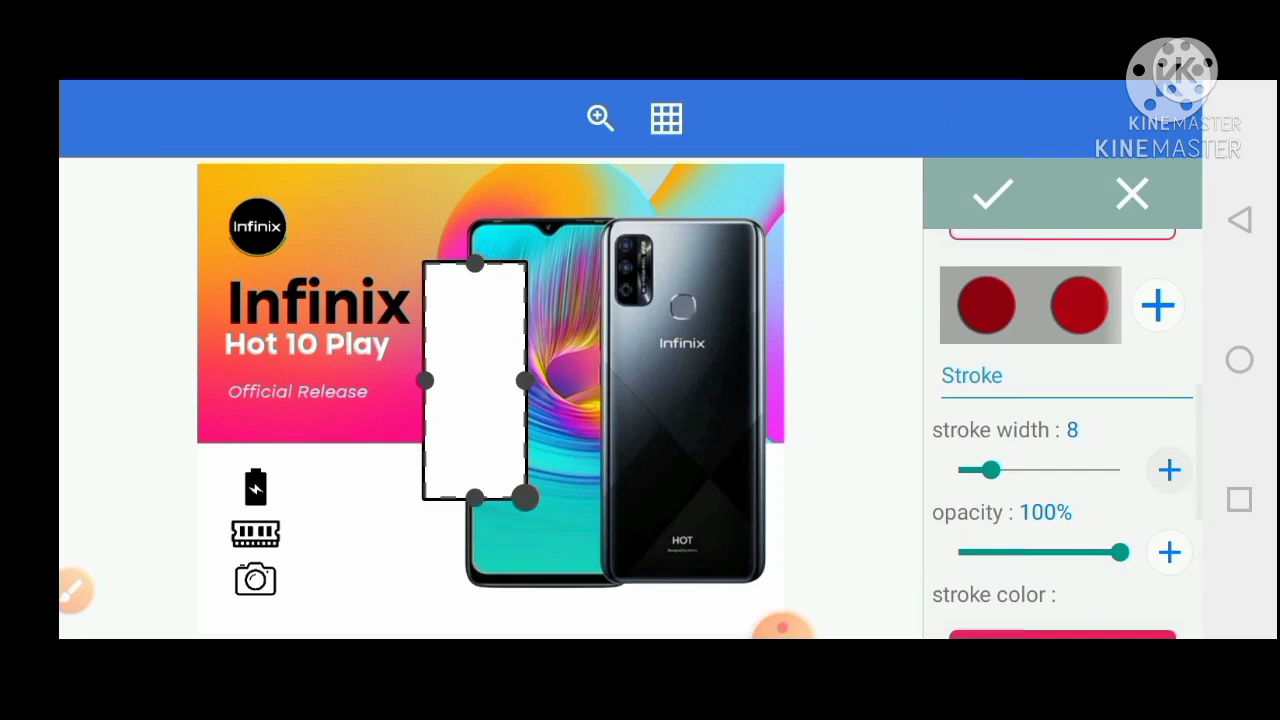 KINEMASTER
KINEMASTER
Infinix
Infinix
Hot 10 Play
Official Release
Infinix
HOT
Stroke
stroke width : 8
opacity : 100%
stroke color :